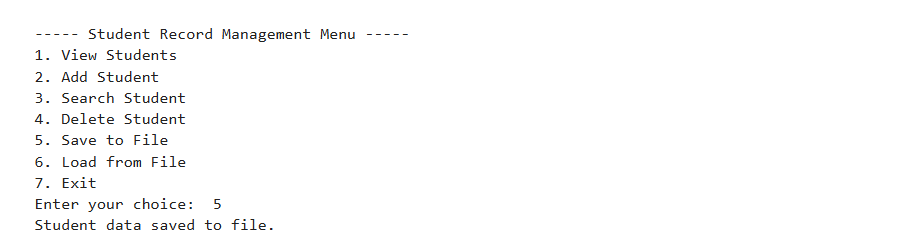 ----- Student Record Management Menu -----
1. View Students
2. Add Student
3. Search Student
4. Delete Student
5. Save to File
6. Load from File
7. Exit
Enter your choice:  5
Student data saved to file.